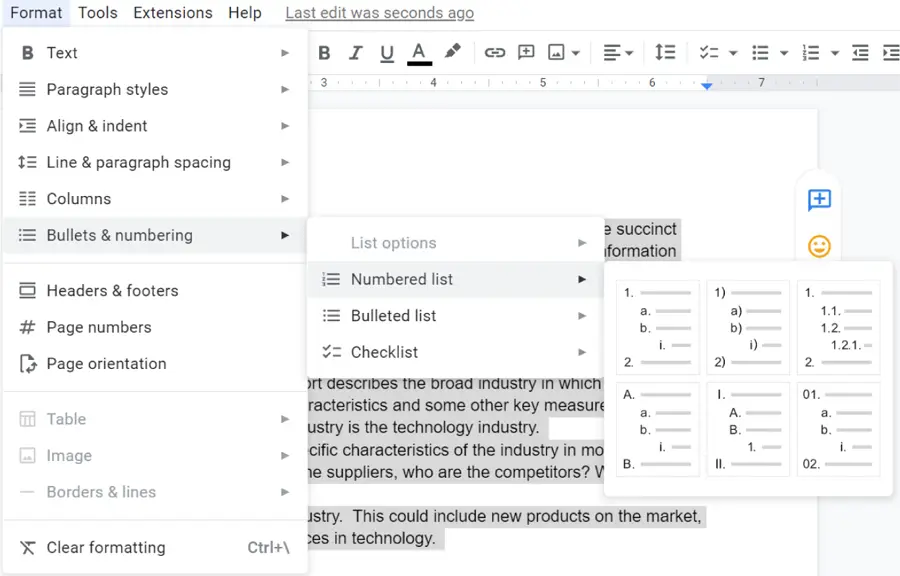 Format Tools Extensions Help Last edit was seconds ago
B I U A
3 4 5 6 7
B Text
Paragraph styles
Align & indent
Line & paragraph spacing
Columns
Bullets & numbering
Headers & footers
# Page numbers
Page orientation
Table
Image
Borders & lines
Clear formatting Ctrl+\
List options
Numbered list
Bulleted list
Checklist
1.
a.
b.
i.
2.
1)
a)
b)
i)
2)
1.
1.1.
1.2.
1.2.1.
2.
A.
a.
b.
i.
B.
I.
A.
B.
1.
II.
01.
a.
b.
i.
02.
e succinct
formation
ort describes the broad industry in which
racteristics and some other key measure
ustry is the technology industry.
cific characteristics of the industry in mo
he suppliers, who are the competitors? W
ustry. This could include new products on the market,
ces in technology.